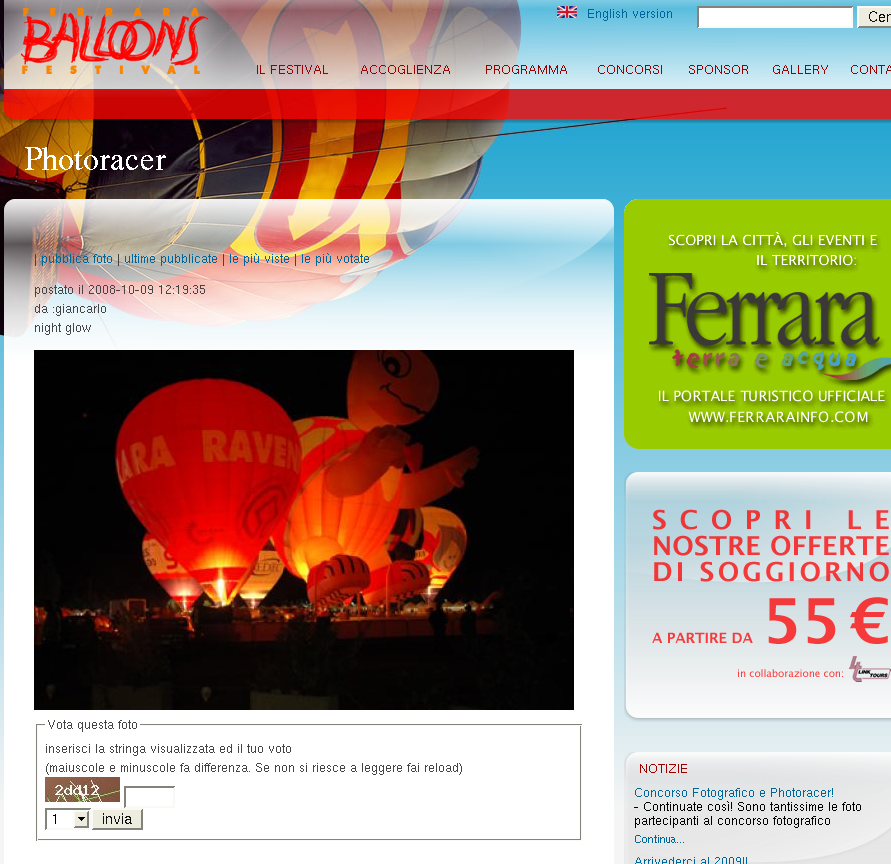 FERRARA
BALLOONS
FESTIVAL
English version
IL FESTIVAL ACCOGLIENZA PROGRAMMA CONCORSI SPONSOR GALLERY
Photoracer
| pubblica foto | ultime pubblicate | le più viste | le più votate
postato il 2008-10-09 12:19:35
da :giancarlo
night glow
ARA RAVEN
Vota questa foto
inserisci la stringa visualizzata ed il tuo voto
(maiuscole e minuscole fa differenza. Se non si riesce a leggere fai reload)
2dd12
1 invia
SCOPRI LA CITTÀ, GLI EVENTI E
IL TERRITORIO:
Ferrara
terra e acqua
IL PORTALE TURISTICO UFFICIALE
WWW.FERRARAINFO.COM
SCOPRI LE
NOSTRE OFFERTE
DI SOGGIORNO
A PARTIRE DA 55 €
in collaborazione con: LINK TOURS
NOTIZIE
Concorso Fotografico e Photoracer!
- Continuate così! Sono tantissime le foto
partecipanti al concorso fotografico
Continua...
Arrivederci al 2009!!